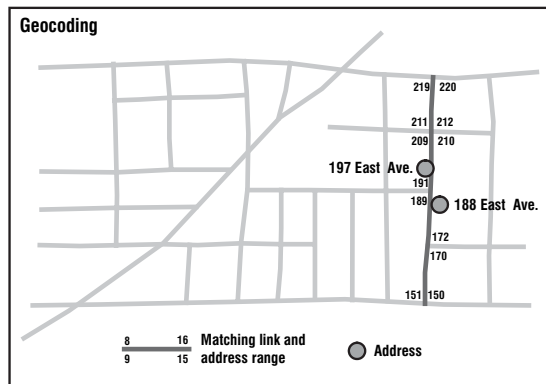 Geocoding
219 220
211 212
209 210
197 East Ave.
191
189 188 East Ave.
172
170
151 150
8 16 Matching link and
9 15 address range
Address